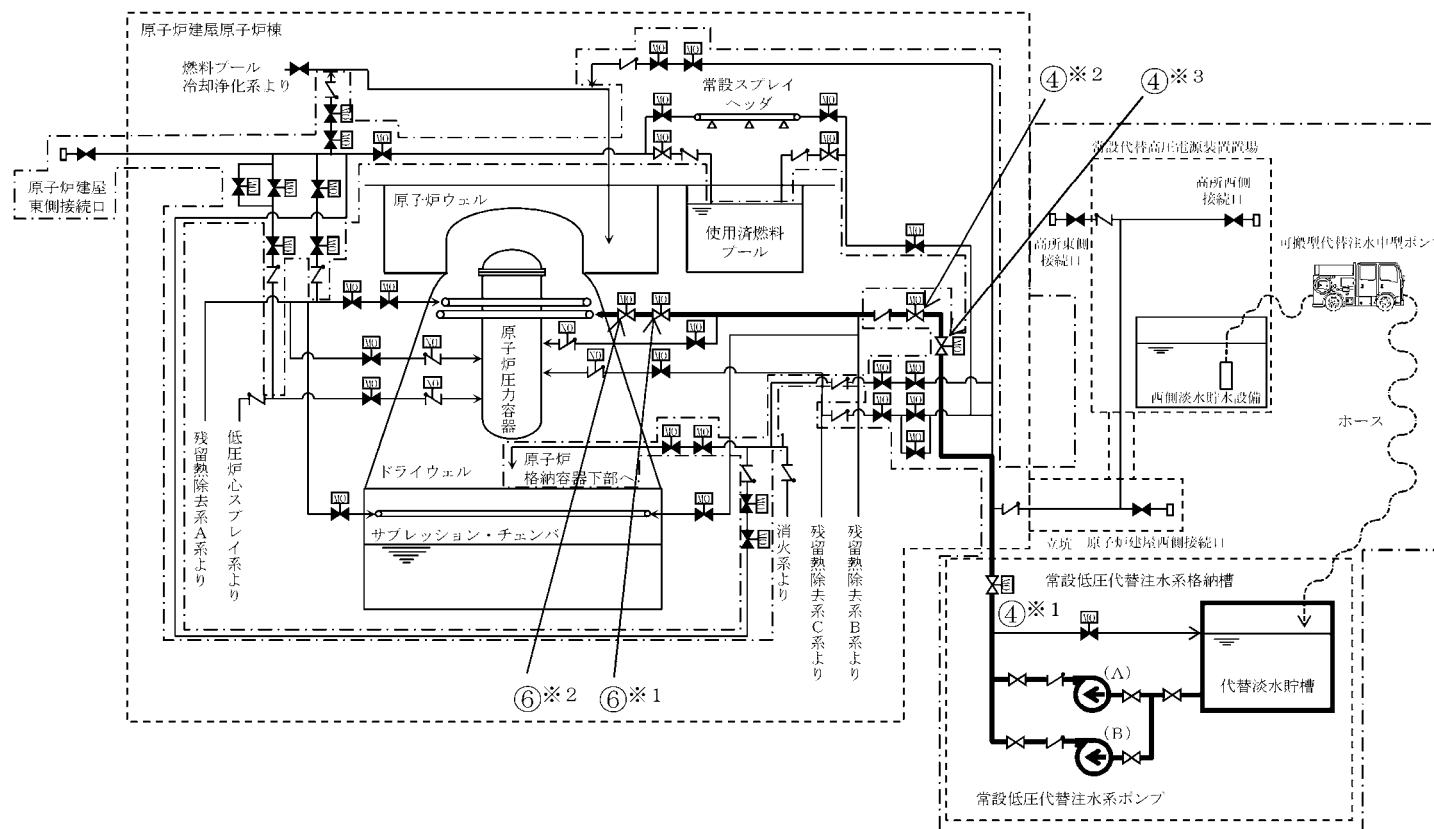 原子炉建屋原子炉棟
燃料プール
冷却浄化系より
常設スプレイ
ヘッダ
④※2
④※3
原子炉建屋
東側接続口
原子炉ウェル
使用済燃料
プール
常設代替高圧電源装置置場
高所西側
接続口
高所東側
接続口
可搬型代替注水中型ポンプ
西側淡水貯水設備
ホース
原子炉圧力容器
ドライウェル
原子炉
格納容器下部へ
サプレッション・チェンバ
残留熱除去系A系より
低圧炉心スプレイ系より
消火系より
残留熱除去系C系より
残留熱除去系B系より
立坑
原子炉建屋西側接続口
⑥※2
⑥※1
常設低圧代替注水系格納槽
④※1
MO
(A)
(B)
代替淡水貯槽
常設低圧代替注水系ポンプ